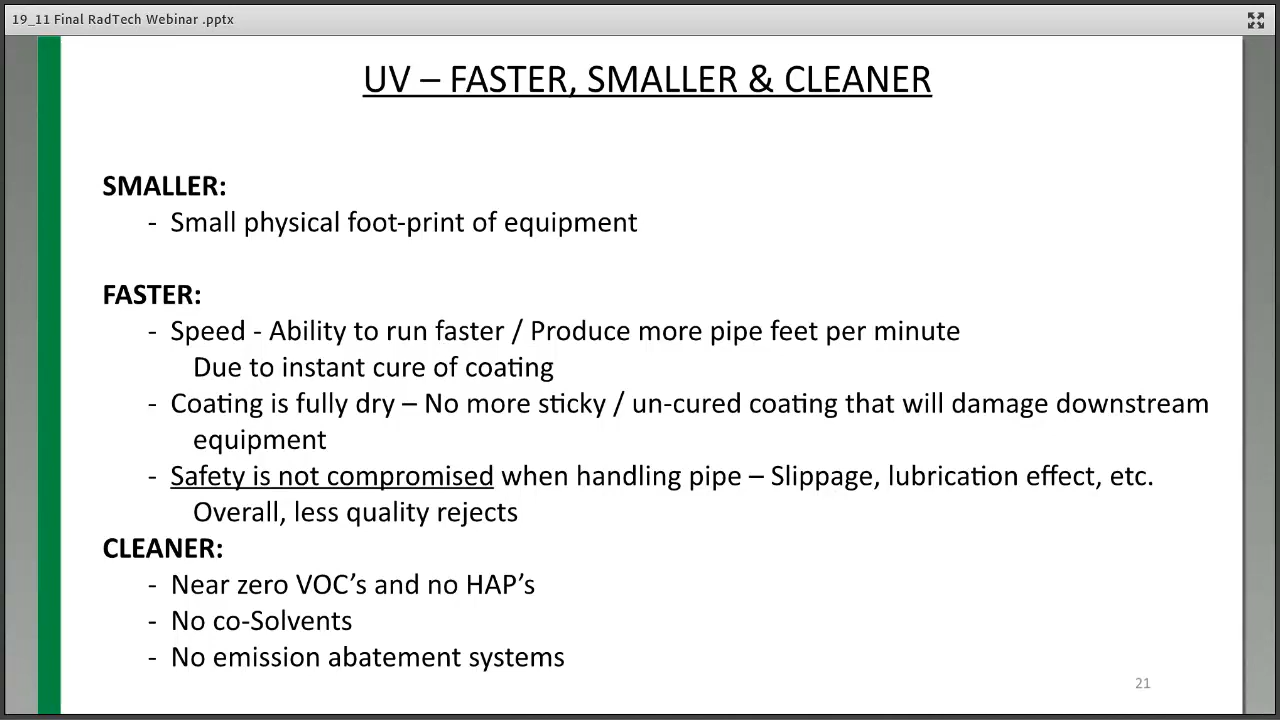 19_11 Final RadTech Webinar .pptx
UV – FASTER, SMALLER & CLEANER
SMALLER:
- Small physical foot-print of equipment
FASTER:
- Speed - Ability to run faster / Produce more pipe feet per minute
Due to instant cure of coating
- Coating is fully dry – No more sticky / un-cured coating that will damage downstream
equipment
- Safety is not compromised when handling pipe – Slippage, lubrication effect, etc.
Overall, less quality rejects
CLEANER:
- Near zero VOC’s and no HAP’s
- No co-Solvents
- No emission abatement systems
21